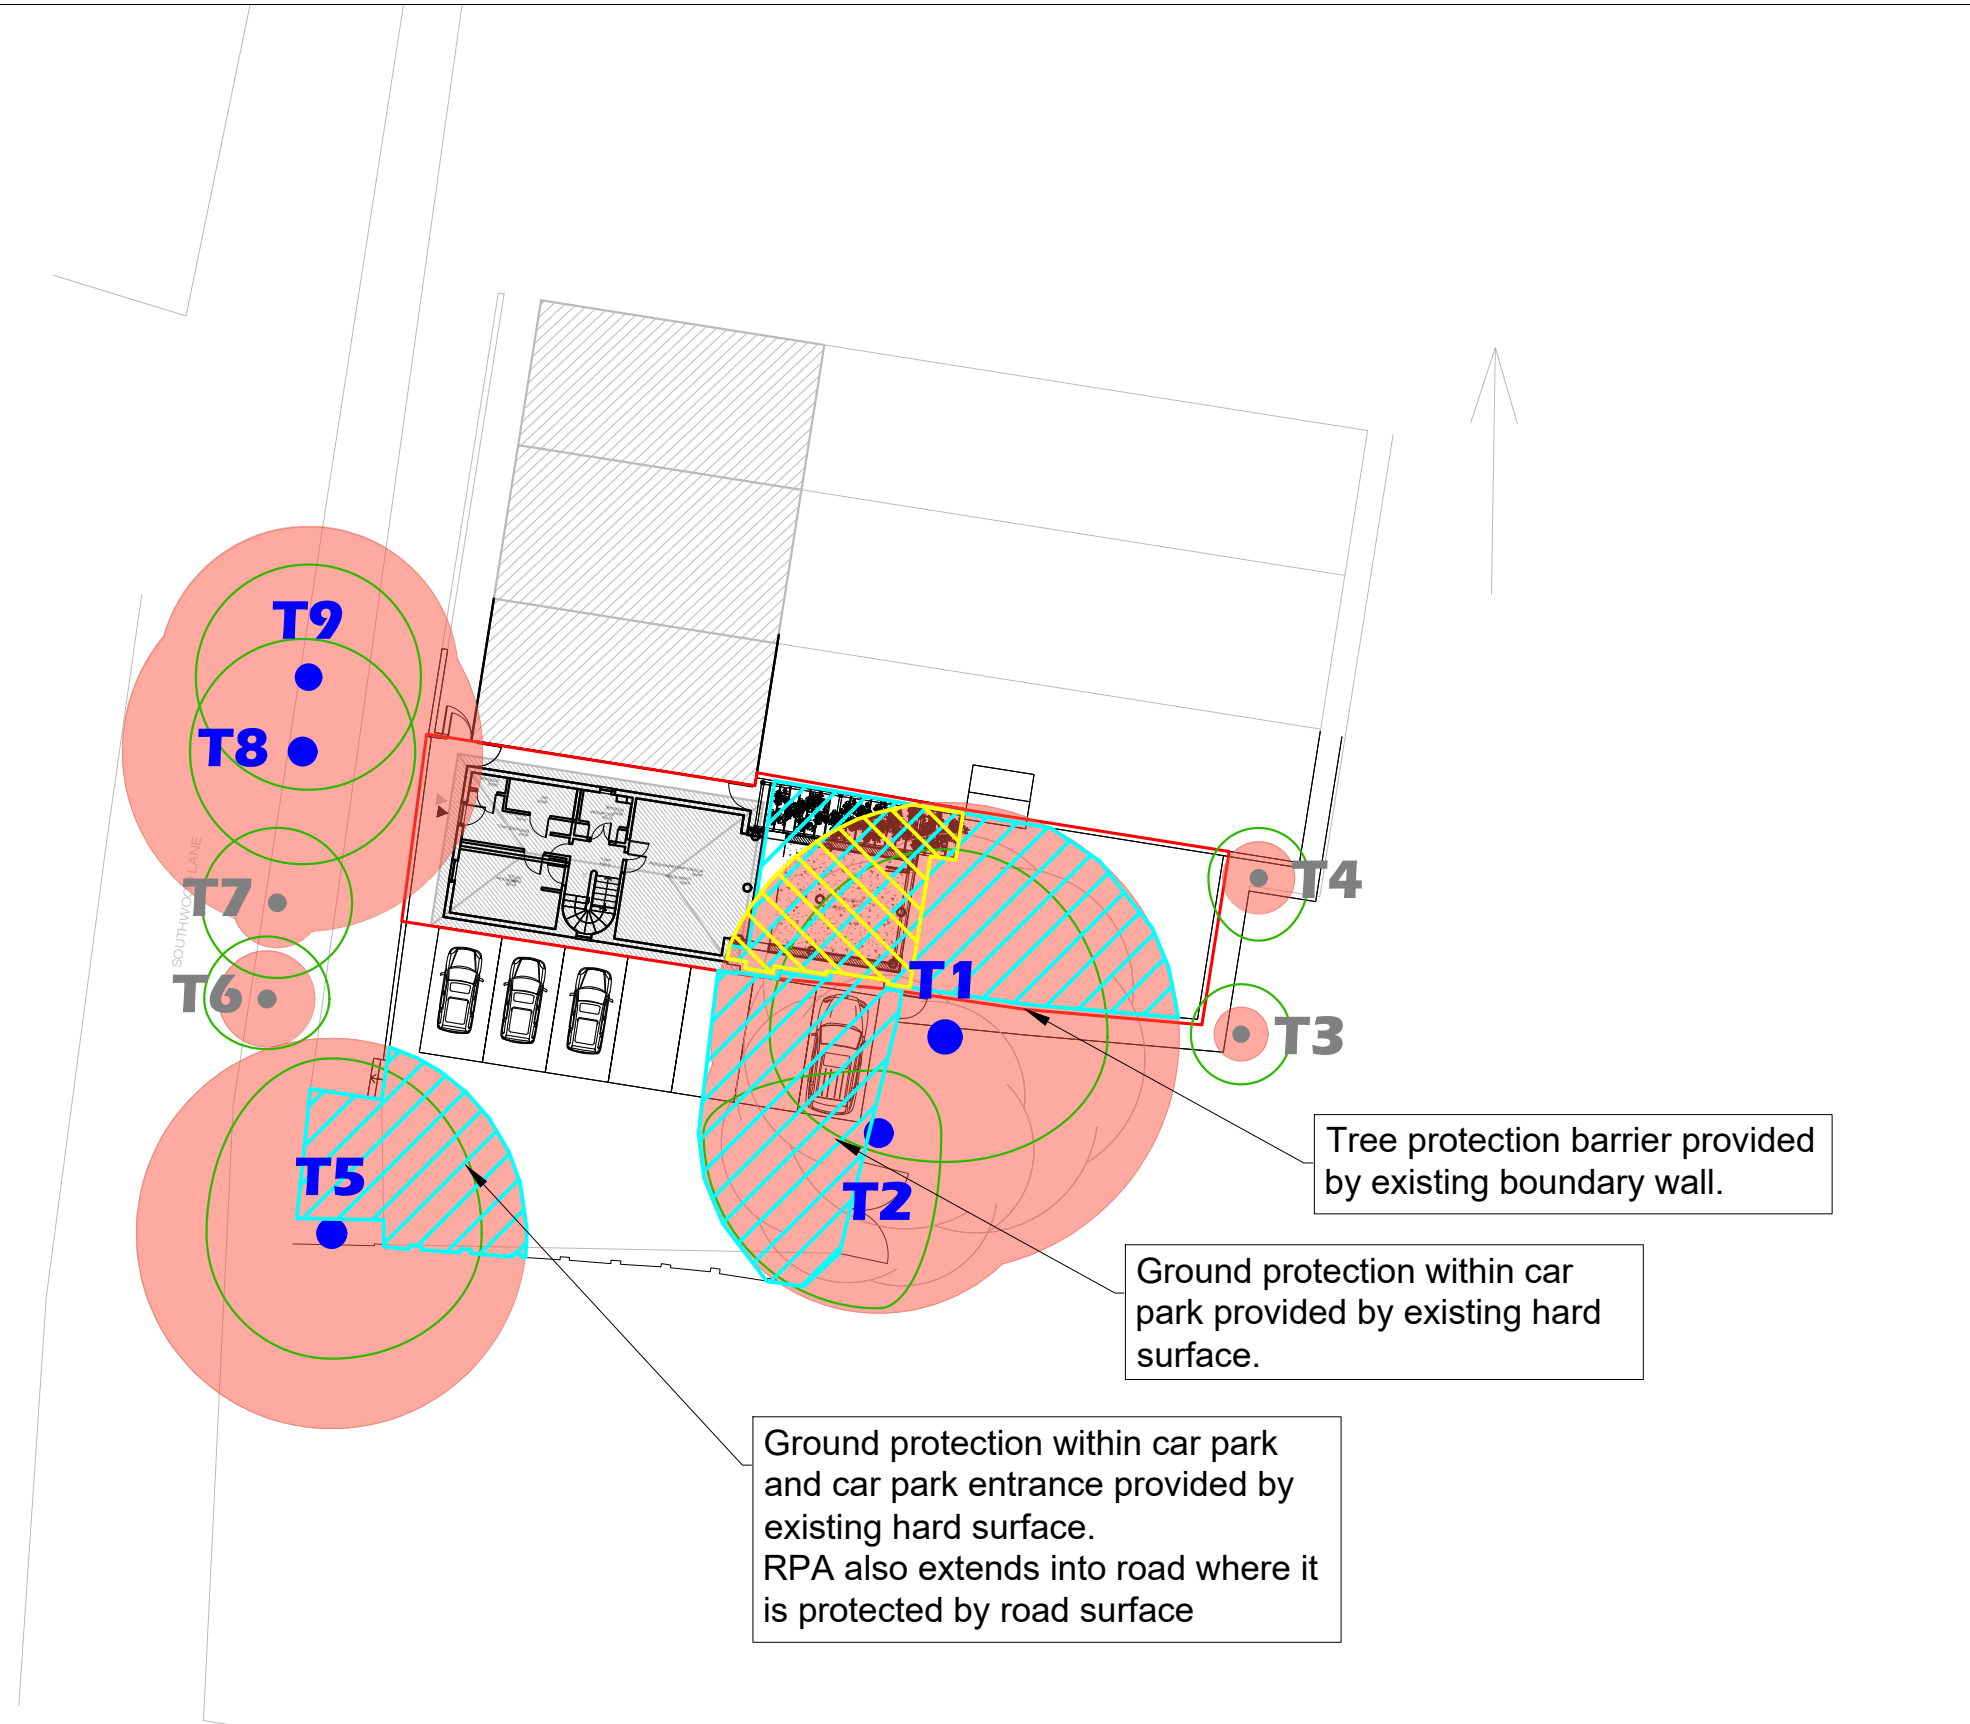 T9
T8
T7
SOUTHWOOD LANE
T6
T5
T1
T2
T4
T3
Tree protection barrier provided
by existing boundary wall.
Ground protection within car
park provided by existing hard
surface.
Ground protection within car park
and car park entrance provided by
existing hard surface.
RPA also extends into road where it
is protected by road surface